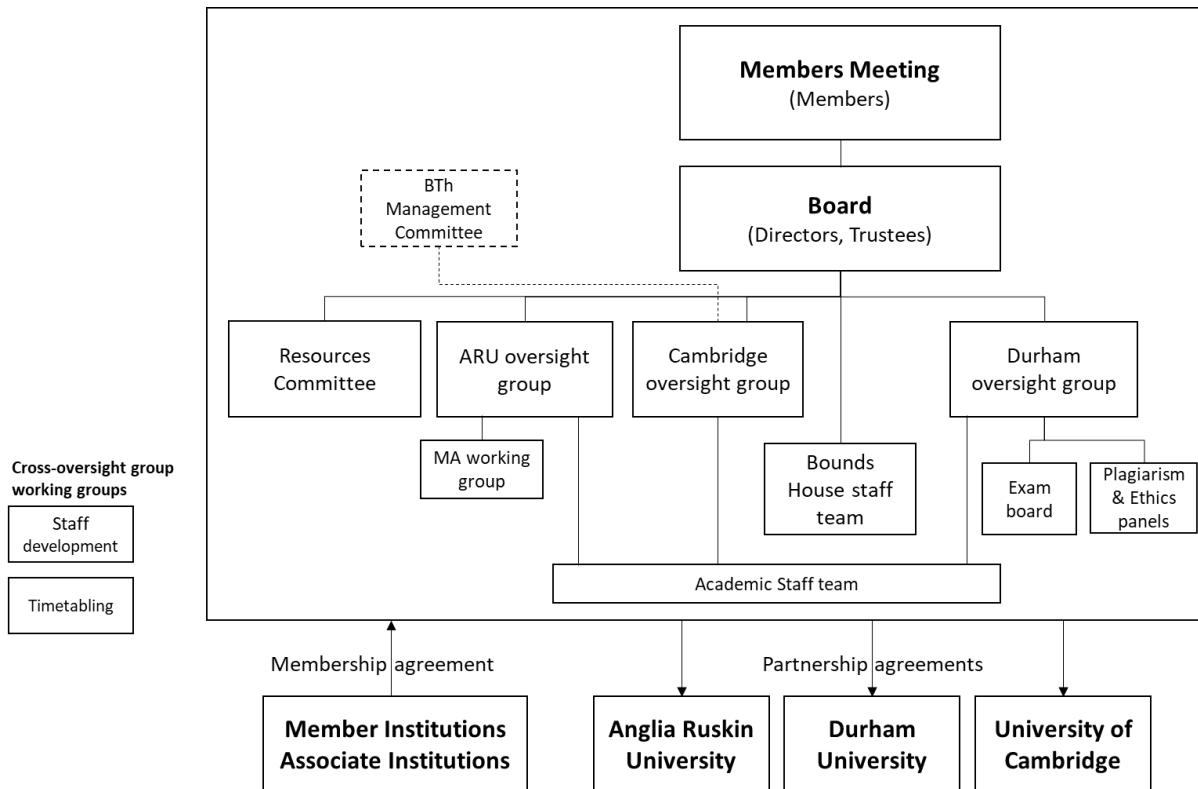 Members Meeting
(Members)
BTh
Management
Committee
Board
(Directors, Trustees)
Resources
Committee
ARU oversight
group
Cambridge
oversight group
Durham
oversight group
MA working
group
Bounds
House staff
team
Exam
board
Plagiarism
& Ethics
panels
Cross-oversight group
working groups
Staff
development
Timetabling
Academic Staff team
Membership agreement
Partnership agreements
Member Institutions
Associate Institutions
Anglia Ruskin
University
Durham
University
University of
Cambridge